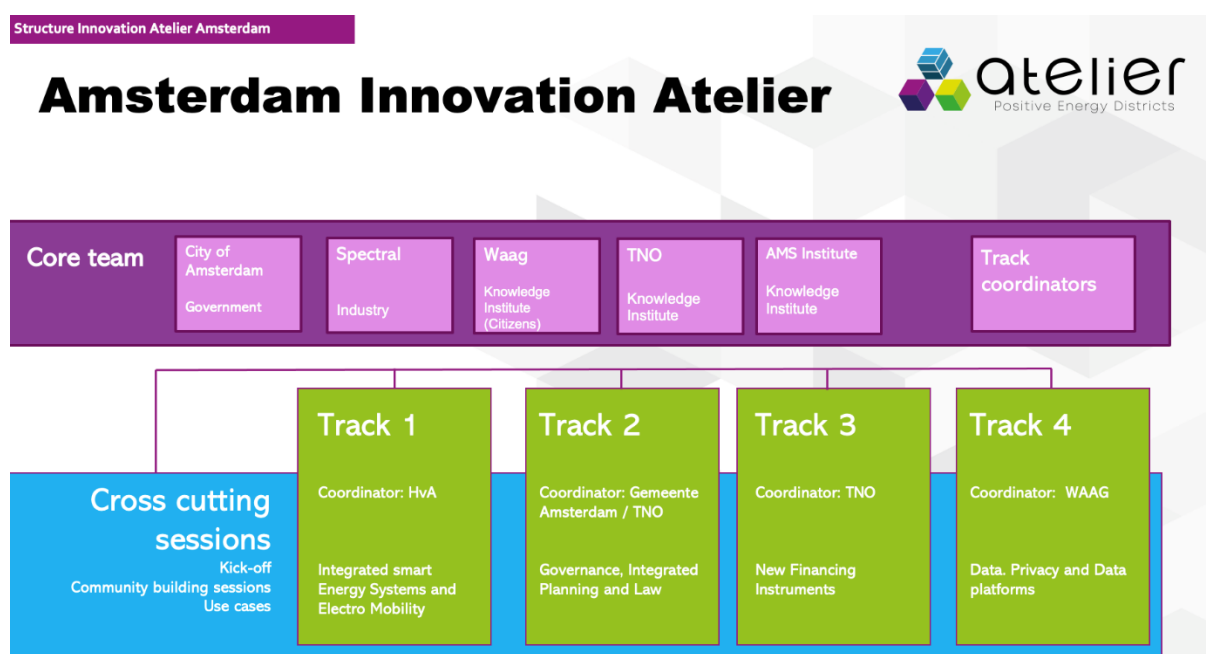 Structure Innovation Atelier Amsterdam
Amsterdam Innovation Atelier
atelier
Positive Energy Districts
Core team
City of
Amsterdam
Government
Spectral
Industry
Waag
Knowledge
Institute
(Citizens)
TNO
Knowledge
Institute
AMS Institute
Knowledge
Institute
Track
coordinators
Cross cutting
sessions
Kick-off
Community building sessions
Use cases
Track 1
Coordinator: HvA
Integrated smart
Energy Systems and
Electro Mobility
Track 2
Coordinator: Gemeente
Amsterdam / TNO
Governance, Integrated
Planning and Law
Track 3
Coordinator: TNO
New Financing
Instruments
Track 4
Coordinator: WAAG
Data. Privacy and Data
platforms